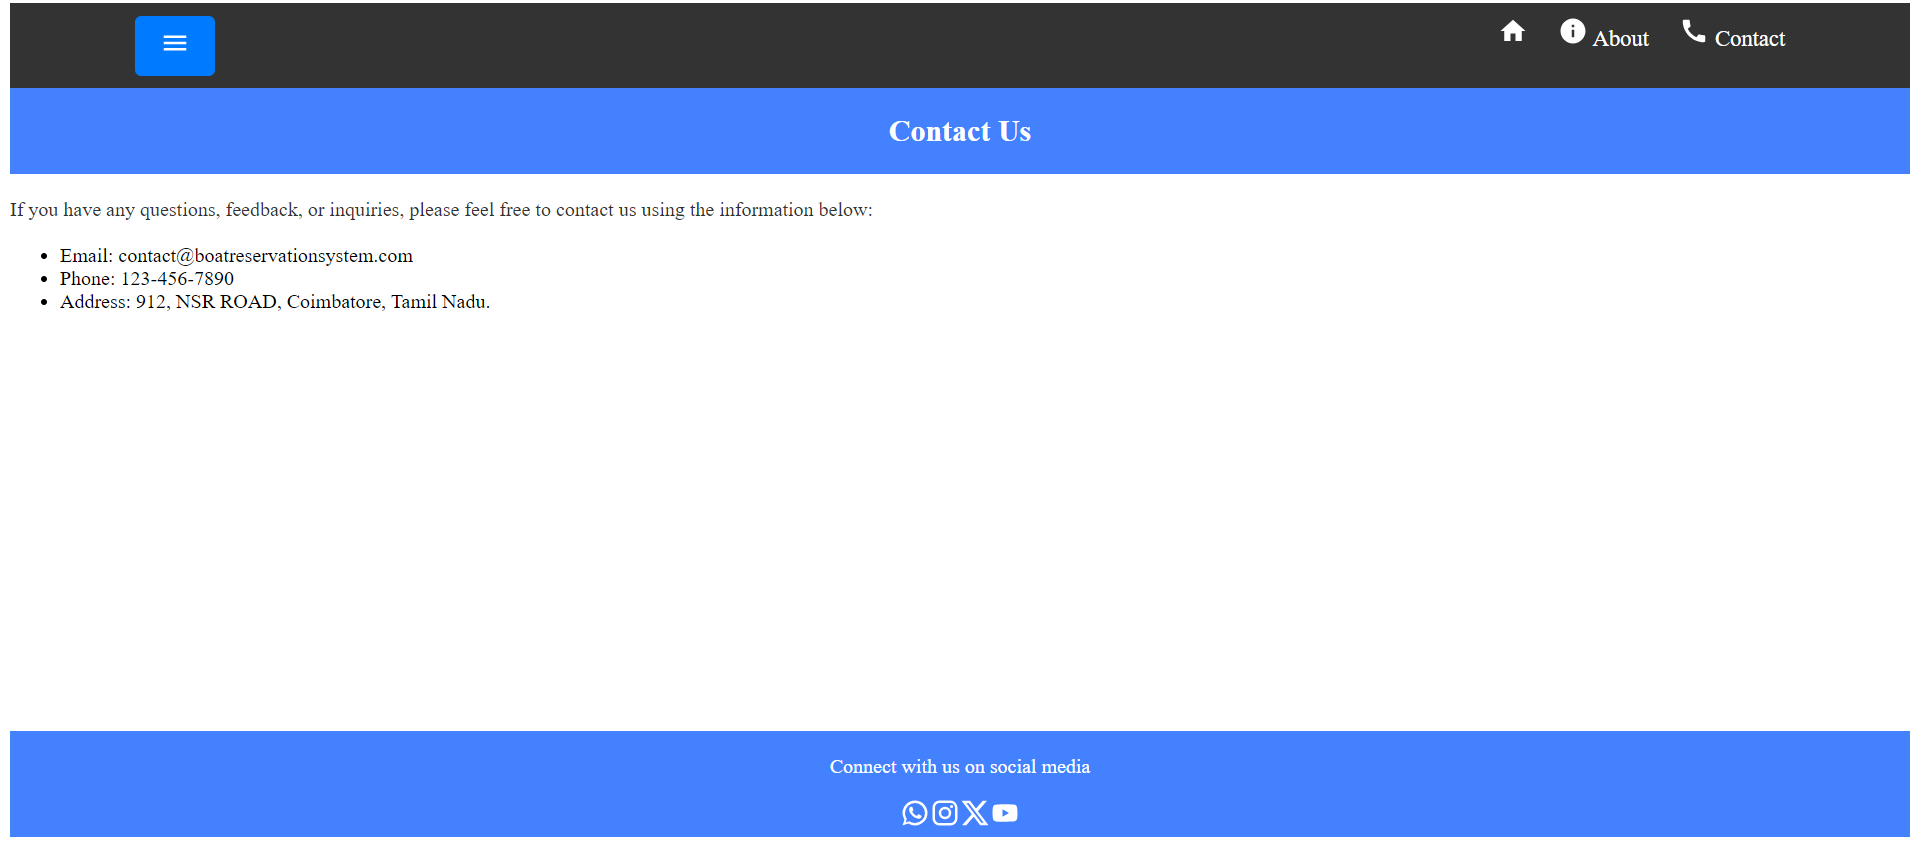 About
Contact
Contact Us
If you have any questions, feedback, or inquiries, please feel free to contact us using the information below:
Email: contact@boatreservationsystem.com
Phone: 123-456-7890
Address: 912, NSR ROAD, Coimbatore, Tamil Nadu.
Connect with us on social media